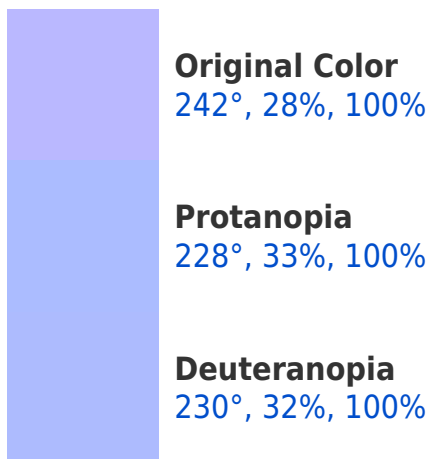 Original Color
242°, 28%, 100%
Protanopia
228°, 33%, 100%
Deuteranopia
230°, 32%, 100%